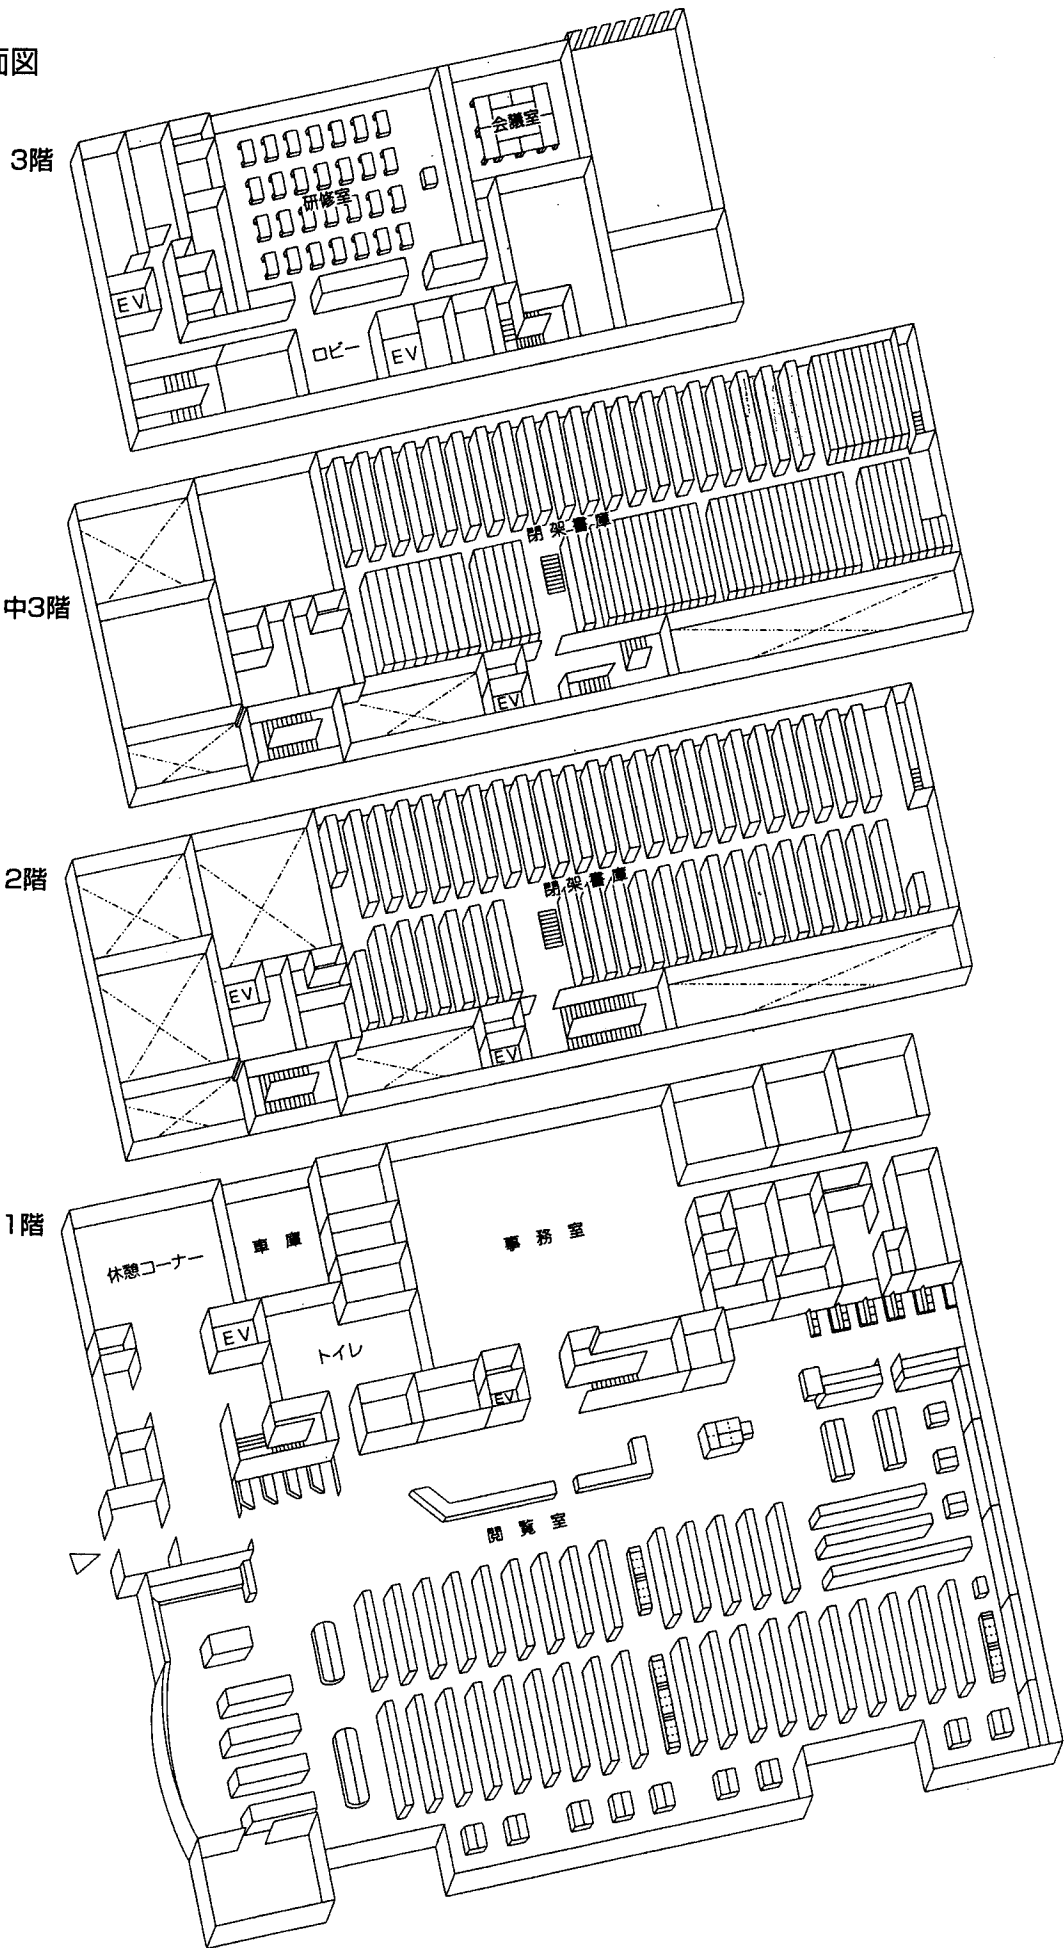 面図
3階
会議室
研修室
EV
ロビー
EV
中3階
閉架書庫
EV
2階
閉架書庫
EV
EV
1階
休憩コーナー
車庫
事務室
EV
トイレ
EV
閲覧室